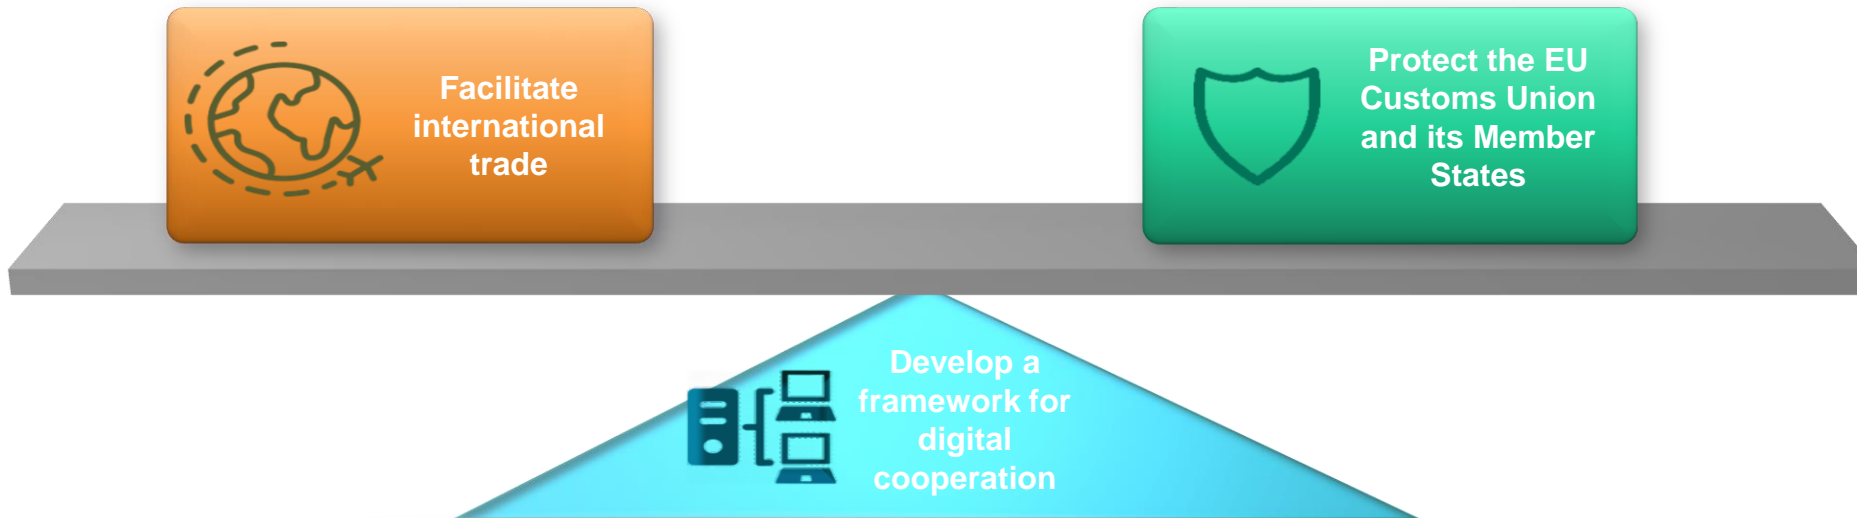 Facilitate
international
trade
Protect the EU
Customs Union
and its Member
States
Develop a
framework for
digital
cooperation